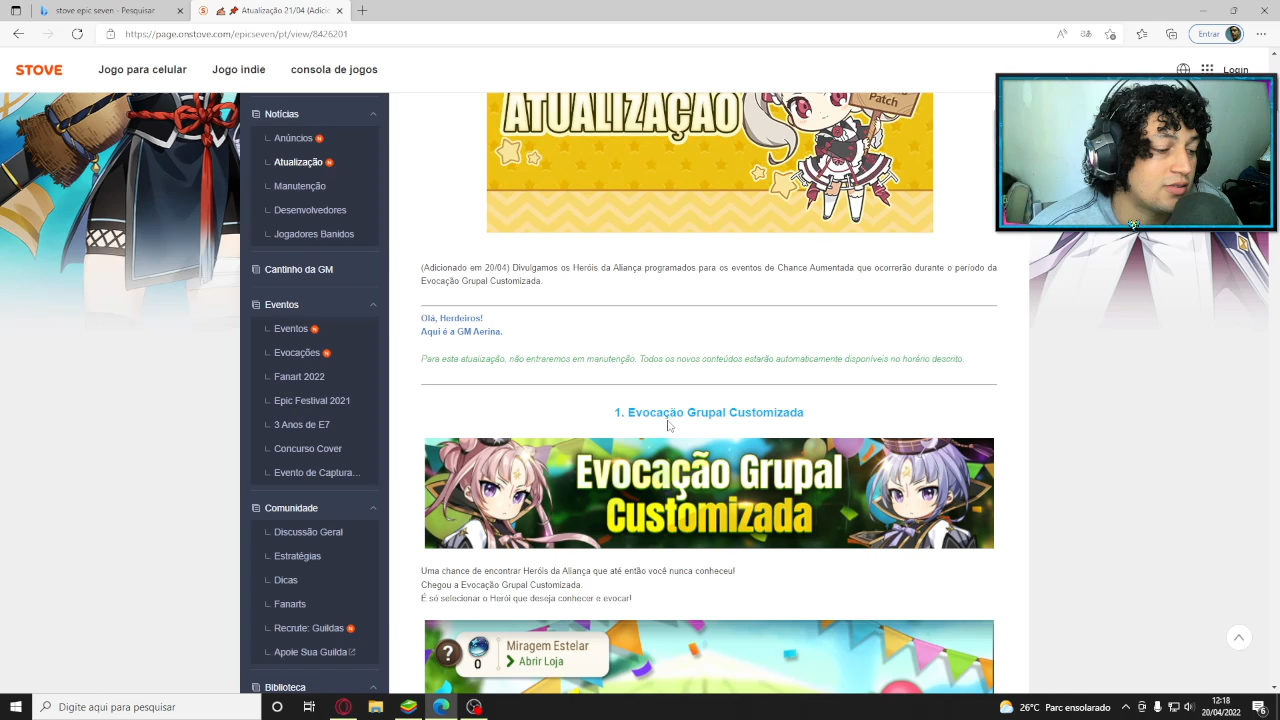 stove epic seven - Pesquisar
Atualização 21/04 (Adicio
https://page.onstove.com/epicseven/pt/view/8426201
Entrar
STOVE
Jogo para celular
Jogo indie
consola de jogos
Login
Notícias
Anúncios N
Atualização N
Manutenção
Desenvolvedores
Jogadores Banidos
Cantinho da GM
Eventos
Eventos N
Evocações N
Fanart 2022
Epic Festival 2021
3 Anos de E7
Concurso Cover
Evento de Captura...
Comunidade
Discussão Geral
Estratégias
Dicas
Fanarts
Recrute: Guildas N
Apoie Sua Guilda
Biblioteca
ATUALIZAÇÃO
Patch
(Adicionado em 20/04) Divulgamos os Heróis da Aliança programados para os eventos de Chance Aumentada que ocorrerão durante o período da
Evocação Grupal Customizada.
Olá, Herdeiros!
Aqui é a GM Aerina.
Para esta atualização, não entraremos em manutenção. Todos os novos conteúdos estarão automaticamente disponíveis no horário descrito.
1. Evocação Grupal Customizada
Evocação Grupal
Customizada
Uma chance de encontrar Heróis da Aliança que até então você nunca conheceu!
Chegou a Evocação Grupal Customizada.
É só selecionar o Herói que deseja conhecer e evocar!
?
0
Miragem Estelar
Abrir Loja
Digite aqui para pesquisar
26°C Parc ensolarado
12:18
20/04/2022